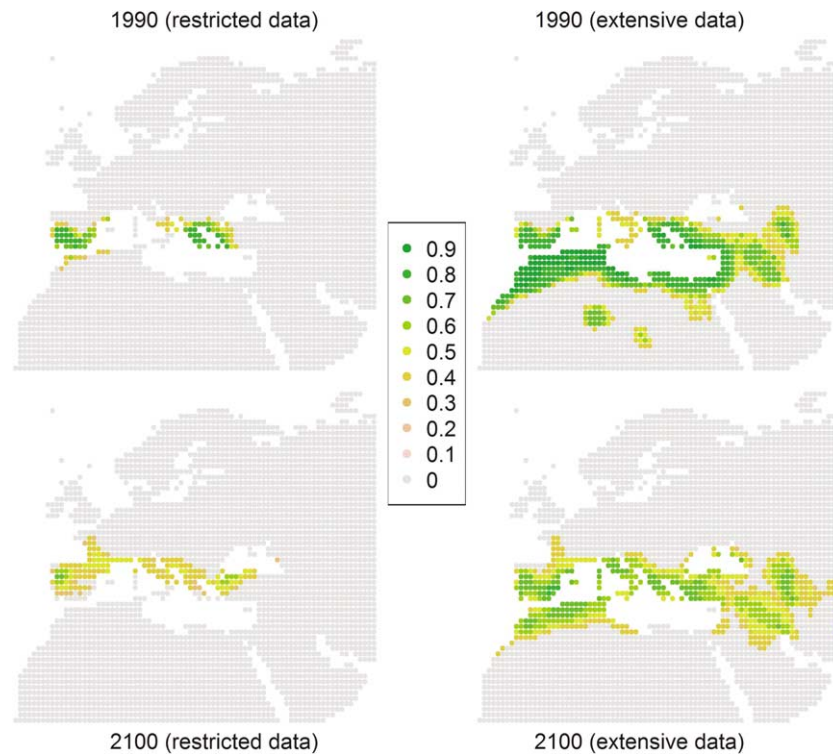 1990 (restricted data)
1990 (extensive data)
0.9
0.8
0.7
0.6
0.5
0.4
0.3
0.2
0.1
0
2100 (restricted data)
2100 (extensive data)